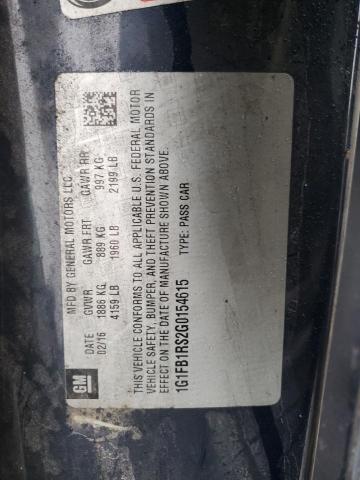 GM
MFD BY GENERAL MOTORS LLC
02/16 GVWR GAWR FRT GAWR RR
1886 KG 889 KG 997 KG
4159 LB 1960 LB 2199 LB
THIS VEHICLE CONFORMS TO ALL APPLICABLE U.S. FEDERAL MOTOR
VEHICLE SAFETY, BUMPER, AND THEFT PREVENTION STANDARDS IN
EFFECT ON THE DATE OF MANUFACTURE SHOWN ABOVE.
1G1FB1RS2G0154615 TYPE: PASS CAR